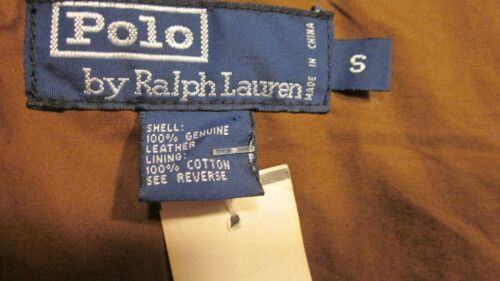 Polo
by Ralph Lauren
MADE IN CHINA
S
SHELL:
100% GENUINE
LEATHER
LINING:
100% COTTON
SEE REVERSE